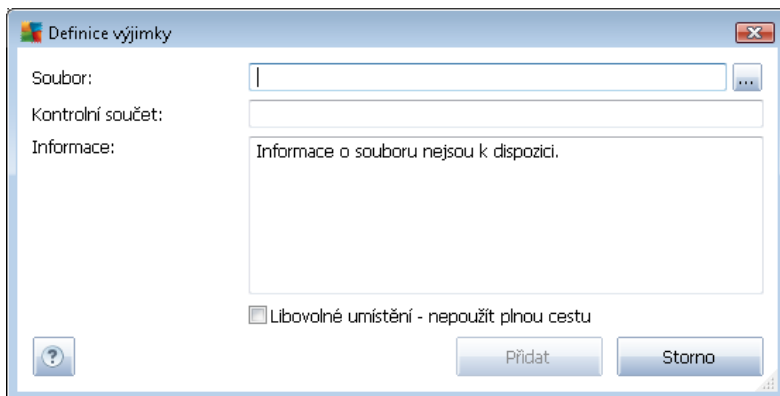 Definice výjimky
Soubor:
...
Kontrolní součet:
Informace:
Informace o souboru nejsou k dispozici.
Libovolné umístění - nepoužít plnou cestu
?
Přidat
Storno